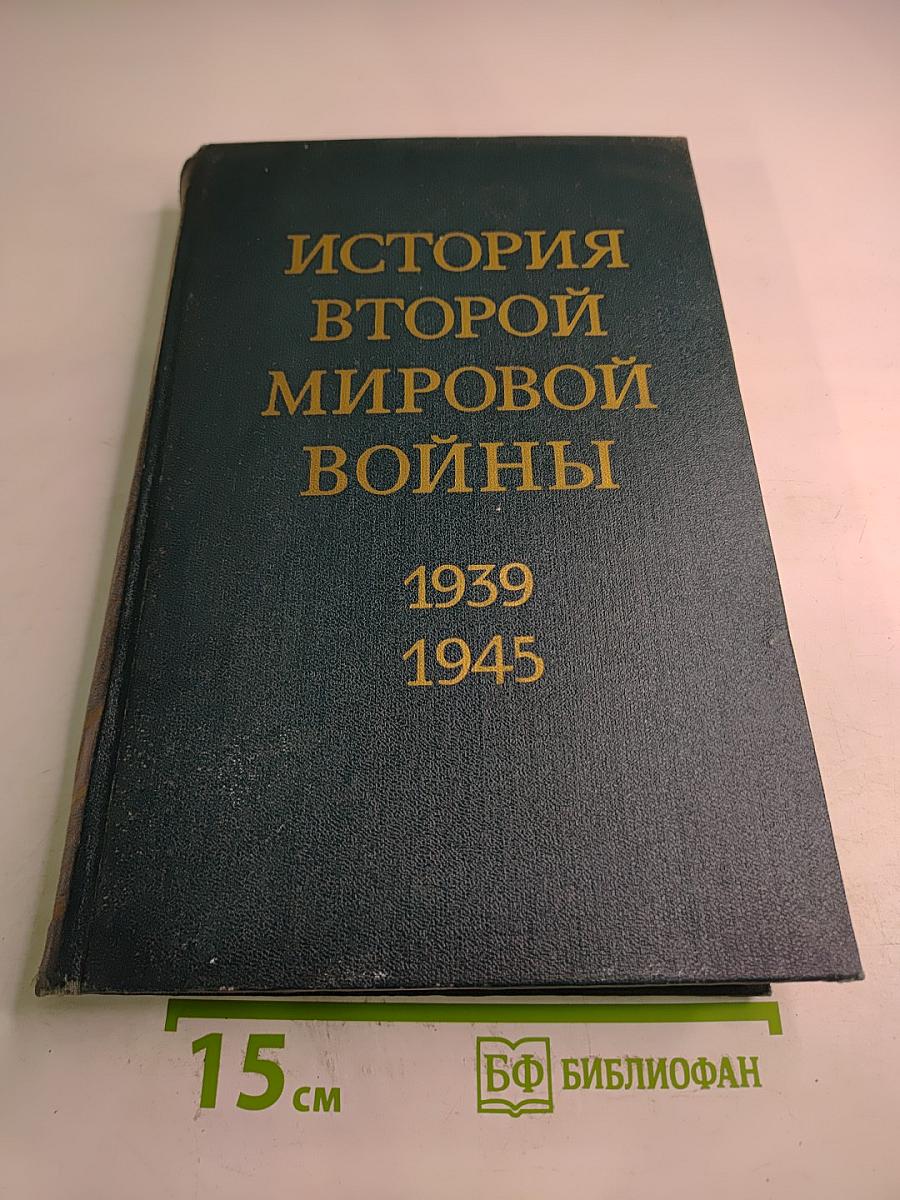 ИСТОРИЯ
ВТОРОЙ
МИРОВОЙ
ВОЙНЫ
1939
1945
15 см
БФ БИБЛИОФАН